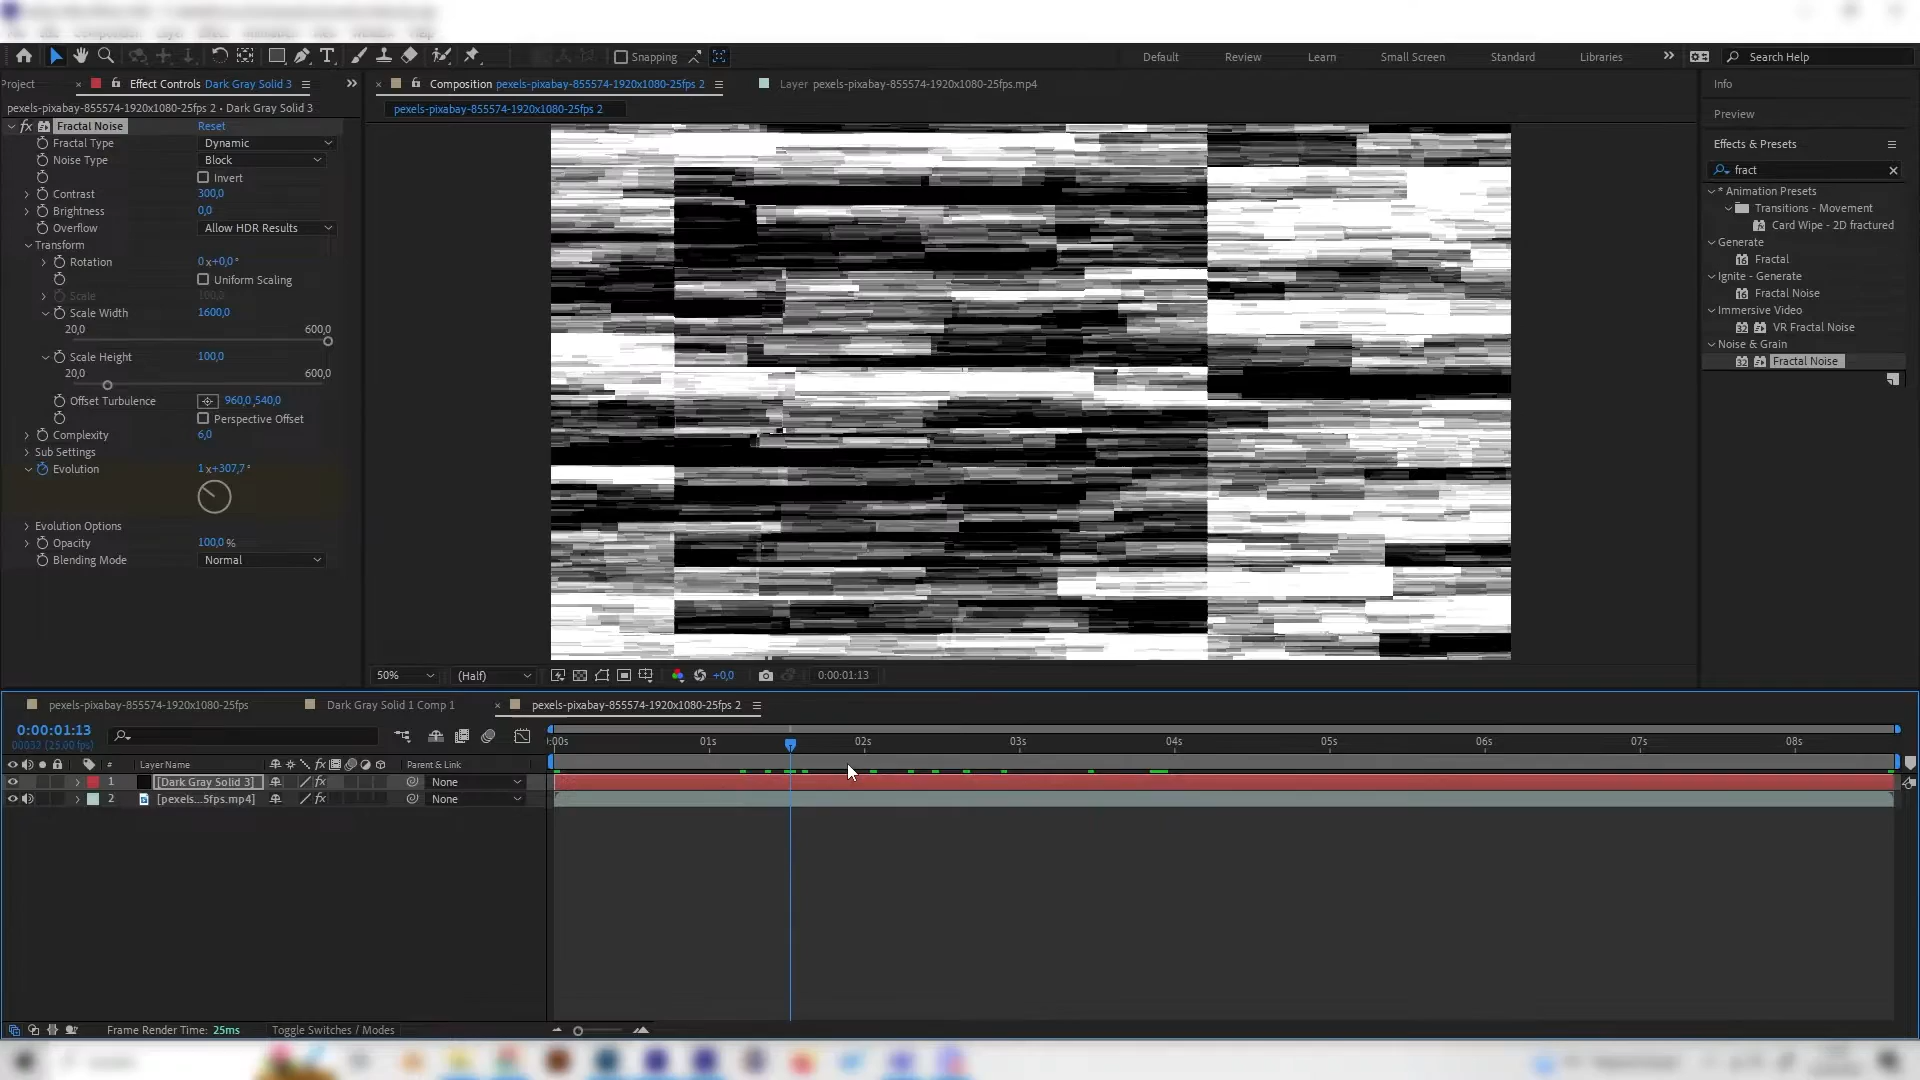 Snapping
Default
Review
Learn
Small Screen
Standard
Libraries
Search Help
Project
Effect Controls Dark Gray Solid 3
pexels-pixabay-855574-1920x1080-25fps 2 • Dark Gray Solid 3
fx Fractal Noise Reset
Fractal Type Dynamic
Noise Type Block
Invert
Contrast 300,0
Brightness 0,0
Overflow Allow HDR Results
Transform
Rotation 0x+0,0°
Uniform Scaling
Scale 100,0
Scale Width 1600,0
20,0 600,0
Scale Height 100,0
20,0 600,0
Offset Turbulence 960,0,540,0
Perspective Offset
Complexity 6,0
Sub Settings
Evolution 1x+307,7°
Evolution Options
Opacity 100,0 %
Blending Mode Normal
Composition pexels-pixabay-855574-1920x1080-25fps 2
Layer pexels-pixabay-855574-1920x1080-25fps.mp4
pexels-pixabay-855574-1920x1080-25fps 2
50% (Half) +0,0 0:00:01:13
Info
Preview
Effects & Presets
fract
* Animation Presets
Transitions - Movement
Card Wipe - 2D fractured
Generate
Fractal
Ignite - Generate
Fractal Noise
Immersive Video
VR Fractal Noise
Noise & Grain
Fractal Noise
pexels-pixabay-855574-1920x1080-25fps
Dark Gray Solid 1 Comp 1
pexels-pixabay-855574-1920x1080-25fps 2
0:00:01:13
00033 (25.00 fps)
:00s 01s 02s 03s 04s 05s 06s 07s 08s
# Layer Name Parent & Link
1 [Dark Gray Solid 3] fx None
2 [pexels...5fps.mp4] fx None
Frame Render Time: 25ms
Toggle Switches / Modes